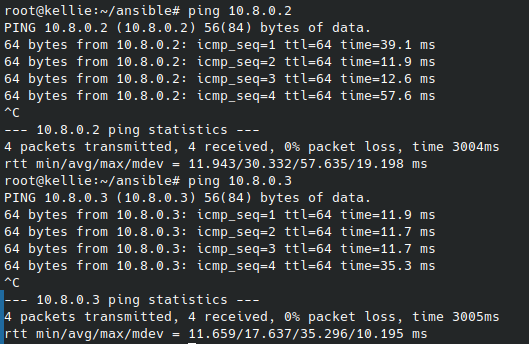 root@kellie:~/ansible# ping 10.8.0.2
PING 10.8.0.2 (10.8.0.2) 56(84) bytes of data.
64 bytes from 10.8.0.2: icmp_seq=1 ttl=64 time=39.1 ms
64 bytes from 10.8.0.2: icmp_seq=2 ttl=64 time=11.9 ms
64 bytes from 10.8.0.2: icmp_seq=3 ttl=64 time=12.6 ms
64 bytes from 10.8.0.2: icmp_seq=4 ttl=64 time=57.6 ms
^C
--- 10.8.0.2 ping statistics ---
4 packets transmitted, 4 received, 0% packet loss, time 3004ms
rtt min/avg/max/mdev = 11.943/30.332/57.635/19.198 ms
root@kellie:~/ansible# ping 10.8.0.3
PING 10.8.0.3 (10.8.0.3) 56(84) bytes of data.
64 bytes from 10.8.0.3: icmp_seq=1 ttl=64 time=11.9 ms
64 bytes from 10.8.0.3: icmp_seq=2 ttl=64 time=11.7 ms
64 bytes from 10.8.0.3: icmp_seq=3 ttl=64 time=11.7 ms
64 bytes from 10.8.0.3: icmp_seq=4 ttl=64 time=35.3 ms
^C
--- 10.8.0.3 ping statistics ---
4 packets transmitted, 4 received, 0% packet loss, time 3005ms
rtt min/avg/max/mdev = 11.659/17.637/35.296/10.195 ms